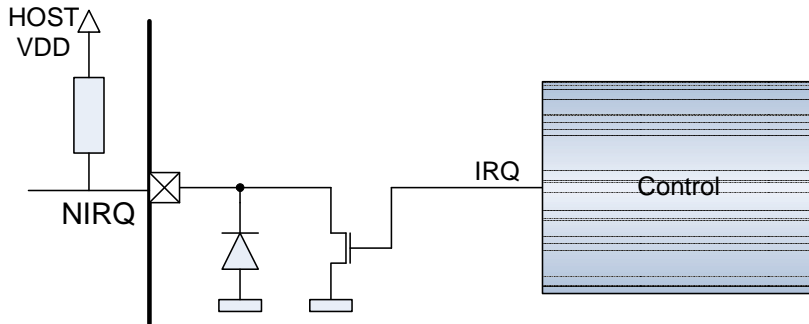 HOST
VDD
NIRQ
IRQ
Control